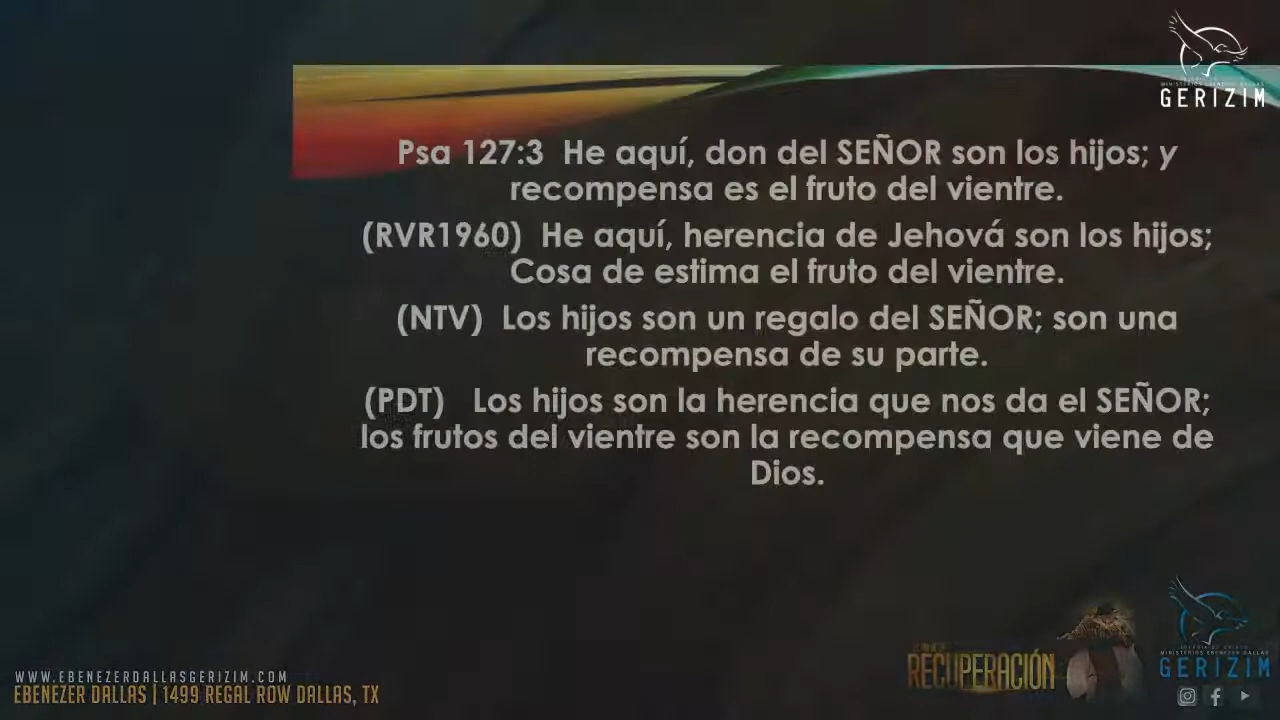 GERIZIM
Psa 127:3 He aquí, don del SEÑOR son los hijos; y
recompensa es el fruto del vientre.
(RVR1960) He aquí, herencia de Jehová son los hijos;
Cosa de estima el fruto del vientre.
(NTV) Los hijos son un regalo del SEÑOR; son una
recompensa de su parte.
(PDT) Los hijos son la herencia que nos da el SEÑOR;
los frutos del vientre son la recompensa que viene de
Dios.
RECUPERACIÓN
MINISTERIOS EBENEZER DALLAS
GERIZIM
WWW.EBENEZERDALLASGERIZIM.COM
EBENEZER DALLAS | 1499 REGAL ROW DALLAS, TX